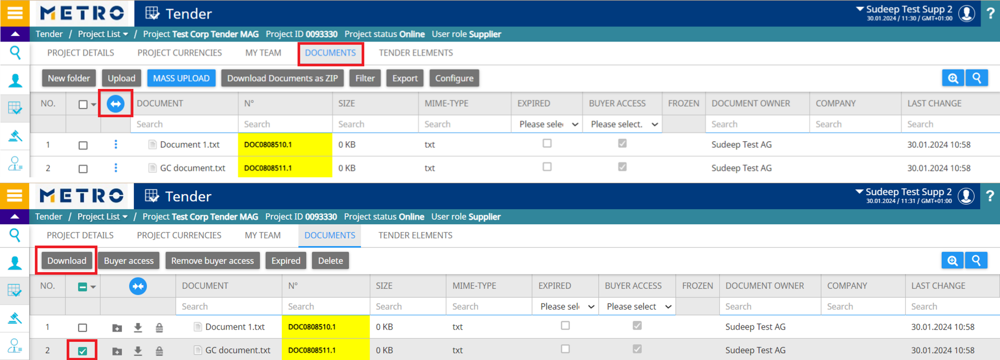 METRO Tender Sudeep Test Supp 2 ?
30.01.2024 / 11:30 / GMT+01:00
Tender / Project List / Project Test Corp Tender MAG Project ID 0093330 Project status Online User role Supplier
PROJECT DETAILS PROJECT CURRENCIES MY TEAM DOCUMENTS TENDER ELEMENTS
New folder Upload MASS UPLOAD Download Documents as ZIP Filter Export Configure
NO. DOCUMENT N° SIZE MIME-TYPE EXPIRED BUYER ACCESS FROZEN DOCUMENT OWNER COMPANY LAST CHANGE
Search Search Search Search Please sele Please select. Search Search Search
1 Document 1.txt DOC0808510.1 0 KB txt Sudeep Test AG 30.01.2024 10:58
2 GC document.txt DOC0808511.1 0 KB txt Sudeep Test AG 30.01.2024 10:58
METRO Tender Sudeep Test Supp 2 ?
30.01.2024 / 11:31 / GMT+01:00
Tender / Project List / Project Test Corp Tender MAG Project ID 0093330 Project status Online User role Supplier
PROJECT DETAILS PROJECT CURRENCIES MY TEAM DOCUMENTS TENDER ELEMENTS
Download Buyer access Remove buyer access Expired Delete
NO. DOCUMENT N° SIZE MIME-TYPE EXPIRED BUYER ACCESS FROZEN DOCUMENT OWNER COMPANY LAST CHANGE
Search Search Search Search Please sel Please select Search Search Search
1 Document 1.txt DOC0808510.1 0 KB txt Sudeep Test AG 30.01.2024 10:58
2 GC document.txt DOC0808511.1 0 KB txt Sudeep Test AG 30.01.2024 10:58